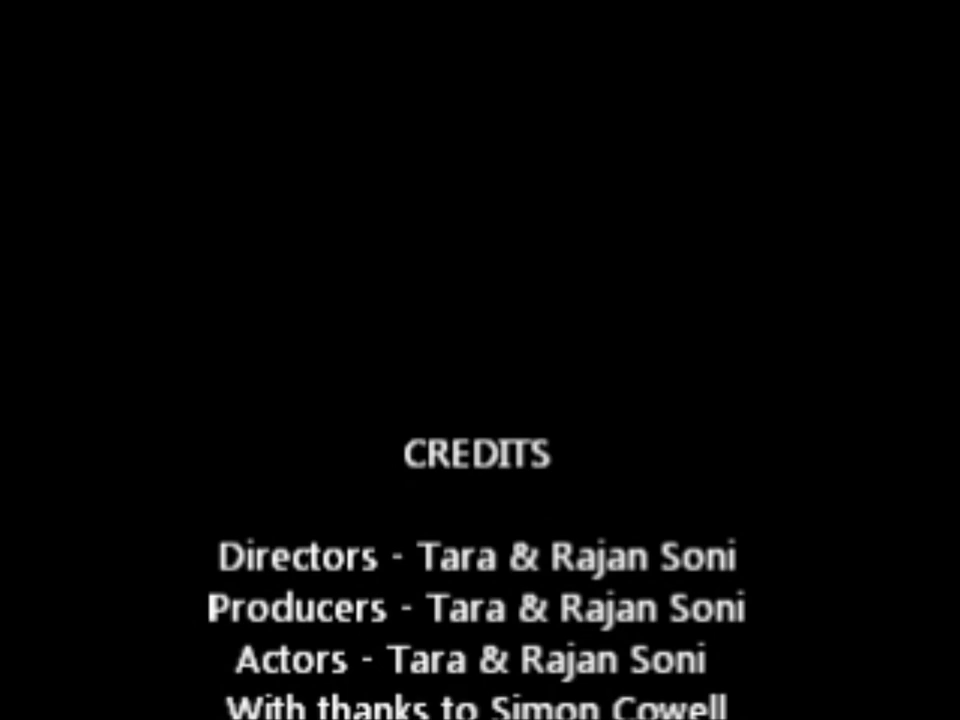 CREDITS
Directors - Tara & Rajan Soni
Producers - Tara & Rajan Soni
Actors - Tara & Rajan Soni
With thanks to Simon Cowell